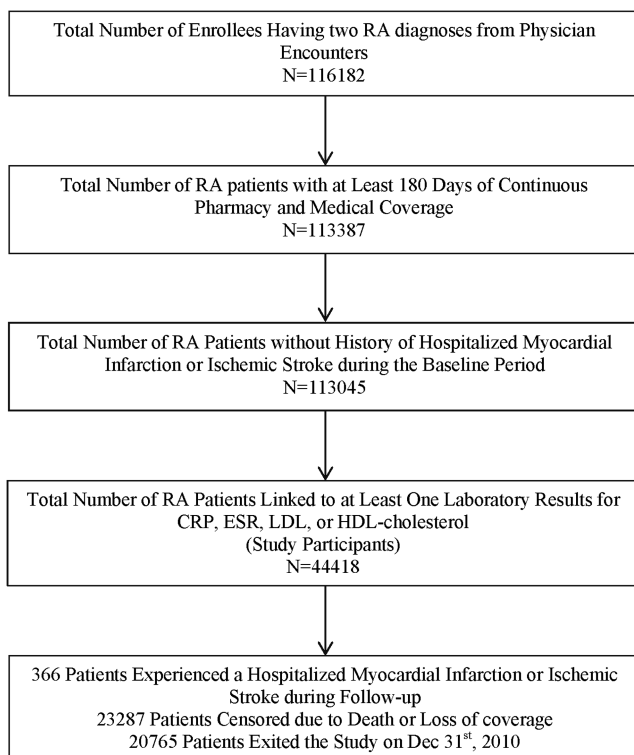 Total Number of Enrollees Having two RA diagnoses from Physician
Encounters
N=116182
Total Number of RA patients with at Least 180 Days of Continuous
Pharmacy and Medical Coverage
N=113387
Total Number of RA Patients without History of Hospitalized Myocardial
Infarction or Ischemic Stroke during the Baseline Period
N=113045
Total Number of RA Patients Linked to at Least One Laboratory Results for
CRP, ESR, LDL, or HDL-cholesterol
(Study Participants)
N=44418
366 Patients Experienced a Hospitalized Myocardial Infarction or Ischemic
Stroke during Follow-up
23287 Patients Censored due to Death or Loss of coverage
20765 Patients Exited the Study on Dec 31st, 2010